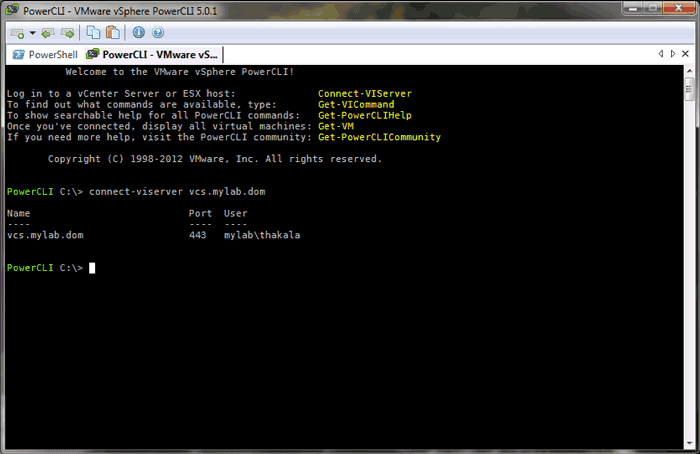 PowerCLI - VMware vSphere PowerCLI 5.0.1
PowerShell PowerCLI - VMware vS...
Welcome to the VMware vSphere PowerCLI!
Log in to a vCenter Server or ESX host: Connect-VIServer
To find out what commands are available, type: Get-VICommand
To show searchable help for all PowerCLI commands: Get-PowerCLIHelp
Once you've connected, display all virtual machines: Get-VM
If you need more help, visit the PowerCLI community: Get-PowerCLICommunity
Copyright (C) 1998-2012 VMware, Inc. All rights reserved.
PowerCLI C:\> connect-viserver vcs.mylab.dom
Name Port User
---- ---- ----
vcs.mylab.dom 443 mylab\thakala
PowerCLI C:\>